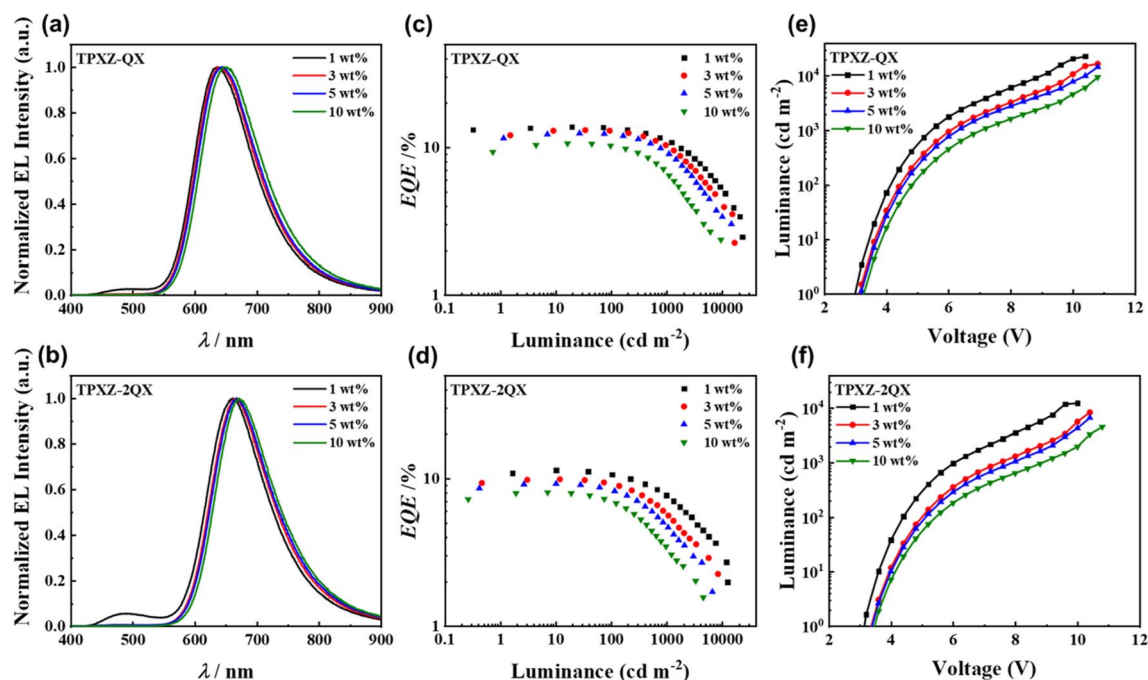 (a)
TPXZ-QX
1 wt%
3 wt%
5 wt%
10 wt%
Normalized EL Intensity (a.u.)
1.0
0.8
0.6
0.4
0.2
0.0
400 500 600 700 800 900
λ / nm
(c)
TPXZ-QX
1 wt%
3 wt%
5 wt%
10 wt%
EQE /%
10
1
0.1 1 10 100 1000 10000
Luminance (cd m⁻²)
(e)
TPXZ-QX
1 wt%
3 wt%
5 wt%
10 wt%
Luminance (cd m⁻²)
10⁴
10³
10²
10¹
10⁰
2 4 6 8 10 12
Voltage (V)
(b)
TPXZ-2QX
1 wt%
3 wt%
5 wt%
10 wt%
Normalized EL Intensity (a.u.)
1.0
0.8
0.6
0.4
0.2
0.0
400 500 600 700 800 900
λ / nm
(d)
TPXZ-2QX
1 wt%
3 wt%
5 wt%
10 wt%
EQE /%
10
1
0.1 1 10 100 1000 10000
Luminance (cd m⁻²)
(f)
TPXZ-2QX
1 wt%
3 wt%
5 wt%
10 wt%
Luminance (cd m⁻²)
10⁴
10³
10²
10¹
10⁰
2 4 6 8 10 12
Voltage (V)